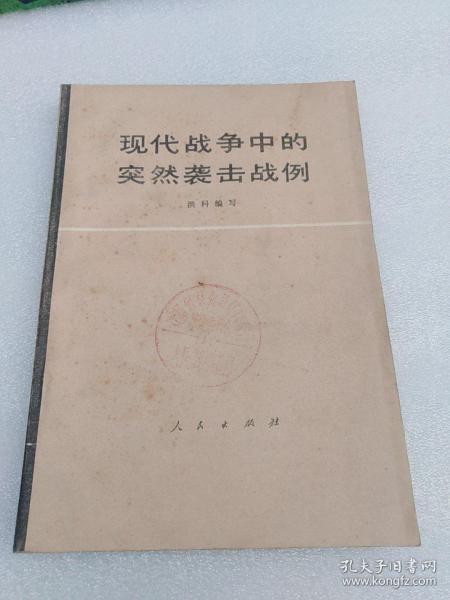 现代战争中的
突然袭击战例
洪科编写
人民出版社
孔夫子旧书网
www.kongfz.com